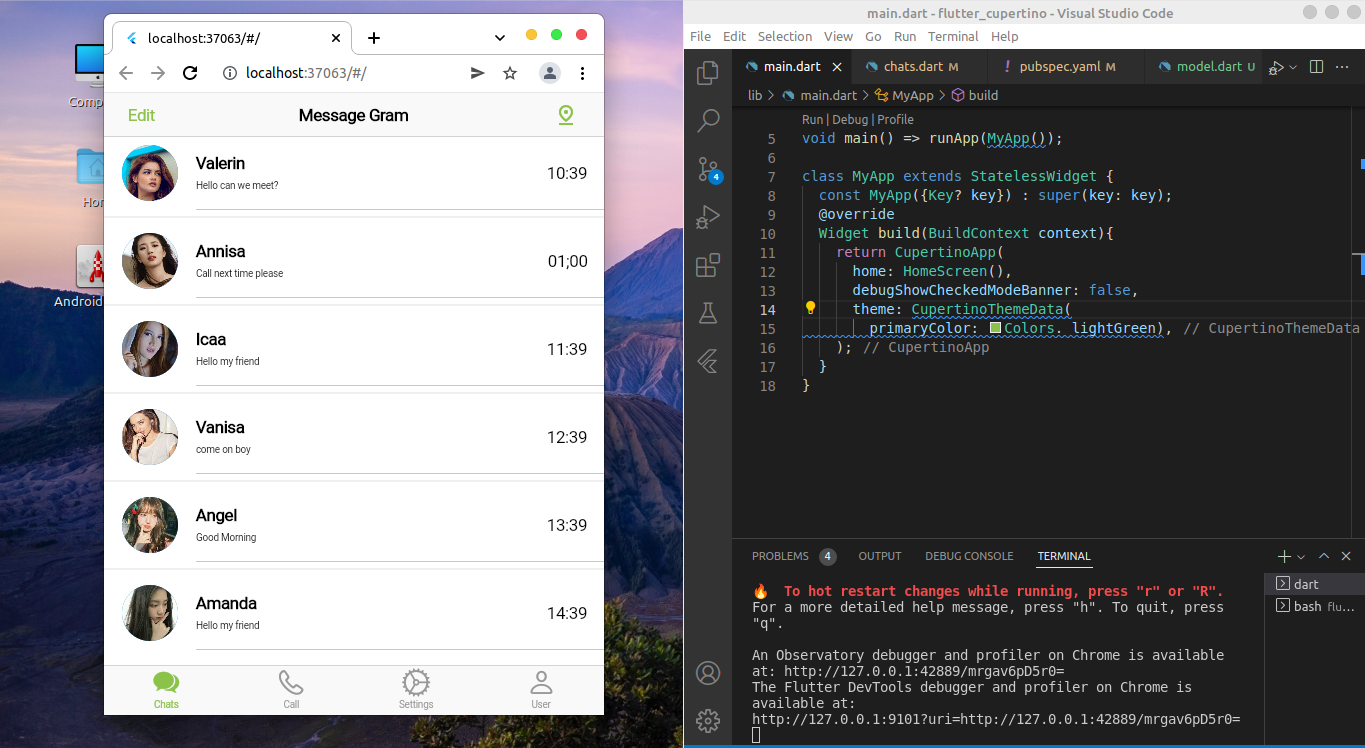 Comp
Hor
Android
localhost:37063/#/
localhost:37063/#/
Edit
Message Gram
Valerin
Hello can we meet?
10:39
Annisa
Call next time please
01;00
Icaa
Hello my friend
11:39
Vanisa
come on boy
12:39
Angel
Good Morning
13:39
Amanda
Hello my friend
14:39
Chats
Call
Settings
User
main.dart - flutter_cupertino - Visual Studio Code
File Edit Selection View Go Run Terminal Help
main.dart
chats.dart M
! pubspec.yaml M
model.dart U
lib > main.dart > MyApp > build
4
Run | Debug | Profile
5 void main() => runApp(MyApp());
6
7 class MyApp extends StatelessWidget {
8 const MyApp({Key? key}) : super(key: key);
9 @override
10 Widget build(BuildContext context){
11 return CupertinoApp(
12 home: HomeScreen(),
13 debugShowCheckedModeBanner: false,
14 theme: CupertinoThemeData(
15 primaryColor: Colors. lightGreen), // CupertinoThemeData
16 ); // CupertinoApp
17 }
18 }
PROBLEMS 4 OUTPUT DEBUG CONSOLE TERMINAL
🔥 To hot restart changes while running, press "r" or "R".
For a more detailed help message, press "h". To quit, press
"q".
An Observatory debugger and profiler on Chrome is available
at: http://127.0.0.1:42889/mrgav6pD5r0=
The Flutter DevTools debugger and profiler on Chrome is
available at:
http://127.0.0.1:9101?uri=http://127.0.0.1:42889/mrgav6pD5r0=
dart
bash flu...